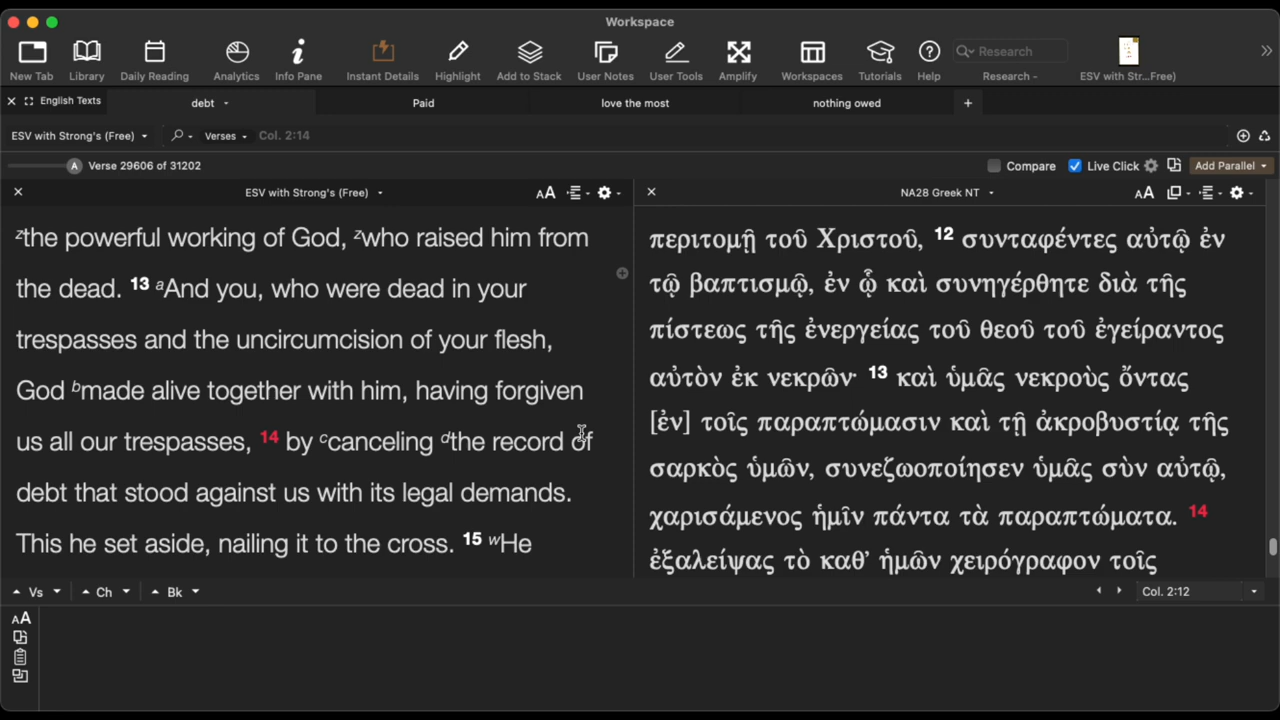 Workspace
New Tab Library Daily Reading Analytics Info Pane Instant Details Highlight Add to Stack User Notes User Tools Amplify Workspaces Tutorials Help Research Research ESV with Str...Free)
English Texts debt Paid love the most nothing owed
ESV with Strong's (Free) Verses Col. 2:14
A Verse 29606 of 31202 Compare Live Click Add Parallel
ESV with Strong's (Free)
zthe powerful working of God, zwho raised him from
the dead. 13 aAnd you, who were dead in your
trespasses and the uncircumcision of your flesh,
God bmade alive together with him, having forgiven
us all our trespasses, 14 by ccanceling dthe record of
debt that stood against us with its legal demands.
This he set aside, nailing it to the cross. 15 wHe
NA28 Greek NT
περιτομῇ τοῦ Χριστοῦ, 12 συνταφέντες αὐτῷ ἐν
τῷ βαπτισμῷ, ἐν ᾧ καὶ συνηγέρθητε διὰ τῆς
πίστεως τῆς ἐνεργείας τοῦ θεοῦ τοῦ ἐγείραντος
αὐτὸν ἐκ νεκρῶν· 13 καὶ ὑμᾶς νεκροὺς ὄντας
[ἐν] τοῖς παραπτώμασιν καὶ τῇ ἀκροβυστίᾳ τῆς
σαρκὸς ὑμῶν, συνεζωοποίησεν ὑμᾶς σὺν αὐτῷ,
χαρισάμενος ἡμῖν πάντα τὰ παραπτώματα. 14
ἐξαλείψας τὸ καθ’ ἡμῶν χειρόγραφον τοῖς
Vs Ch Bk Col. 2:12
AA